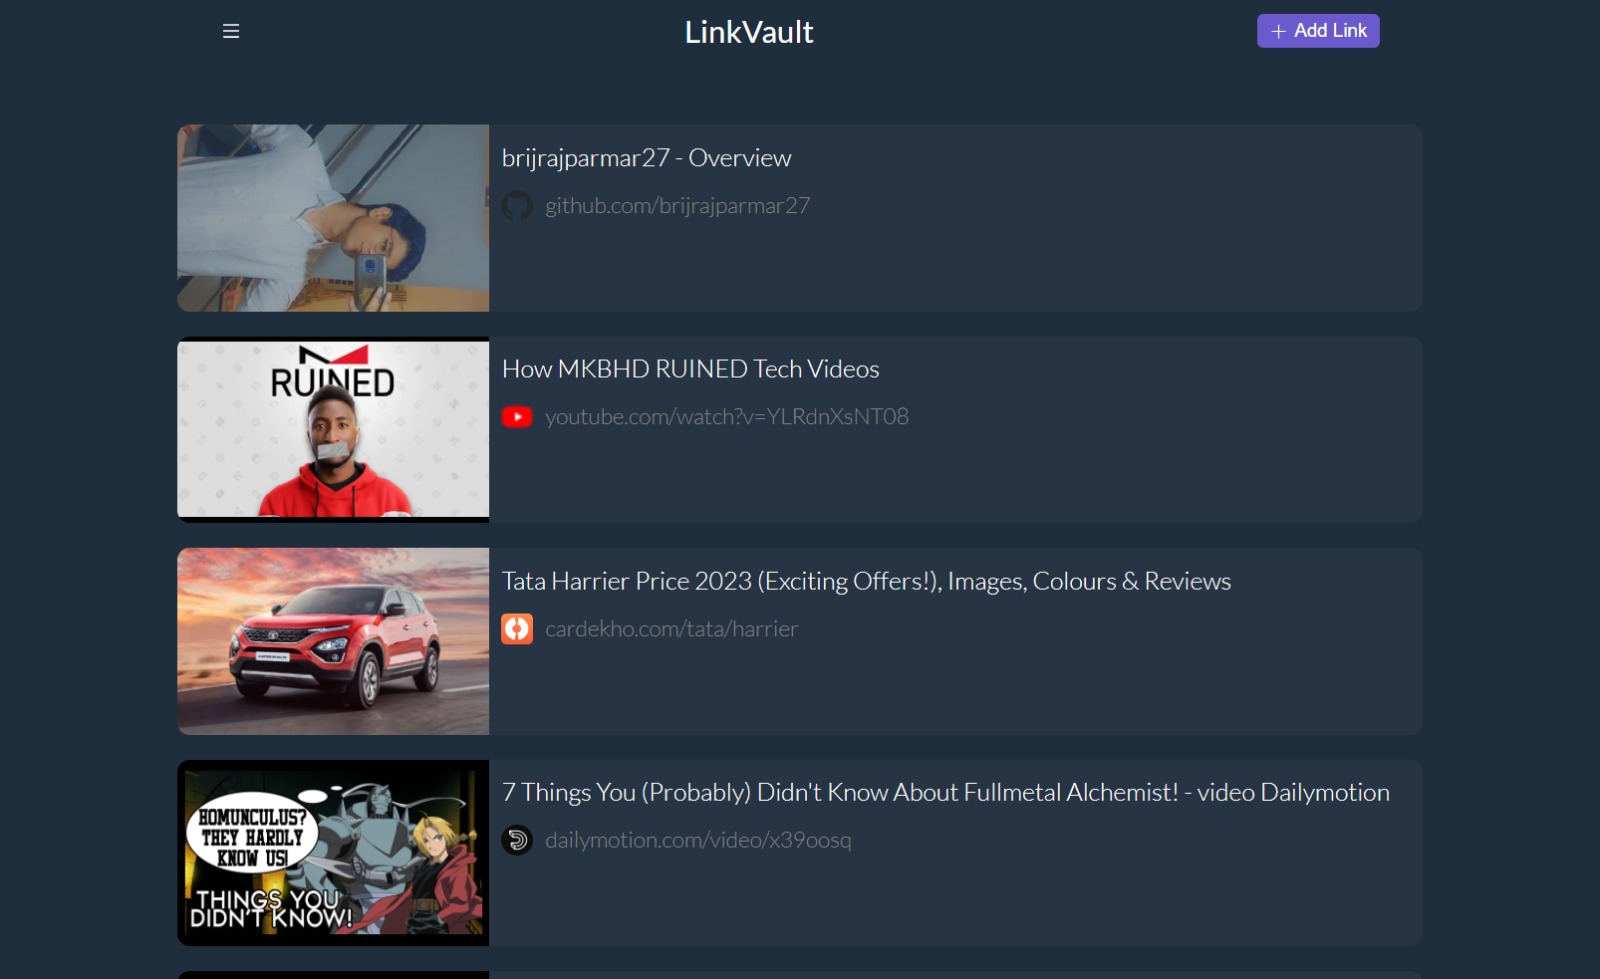 LinkVault
+ Add Link
brijrajparmar27 - Overview
github.com/brijrajparmar27
RUINED
How MKBHD RUINED Tech Videos
youtube.com/watch?v=YLRdnXsNT08
Tata Harrier Price 2023 (Exciting Offers!), Images, Colours & Reviews
cardekho.com/tata/harrier
HOMUNCULUS?
THEY HARDLY
KNOW US!
THINGS YOU
DIDN'T KNOW!
7 Things You (Probably) Didn't Know About Fullmetal Alchemist! - video Dailymotion
dailymotion.com/video/x39oosq